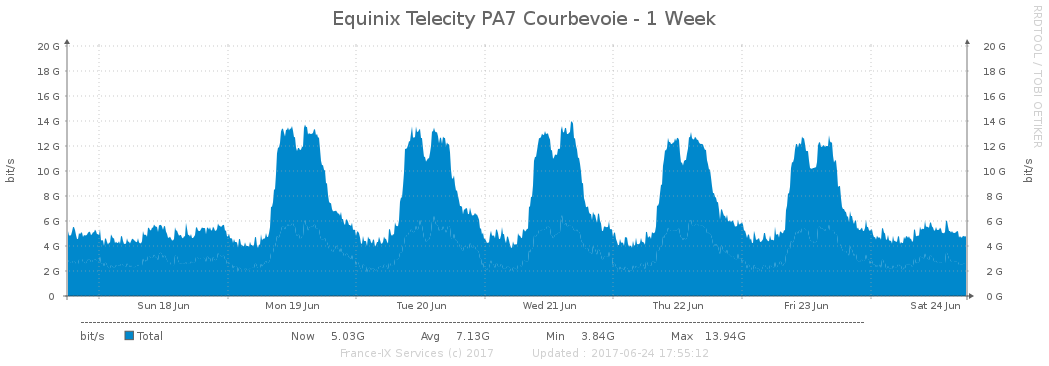 Equinix Telecity PA7 Courbevoie - 1 Week
RRDTOOL / TOBI OETIKER
20 G 20 G
18 G 18 G
16 G 16 G
14 G 14 G
12 G 12 G
10 G 10 G
8 G 8 G
6 G 6 G
4 G 4 G
2 G 2 G
0 0 G
bit/s bit/s
Sun 18 Jun Mon 19 Jun Tue 20 Jun Wed 21 Jun Thu 22 Jun Fri 23 Jun Sat 24 Jun
bit/s Total Now 5.03G Avg 7.13G Min 3.84G Max 13.94G
France-IX Services (c) 2017 Updated : 2017-06-24 17:55:12